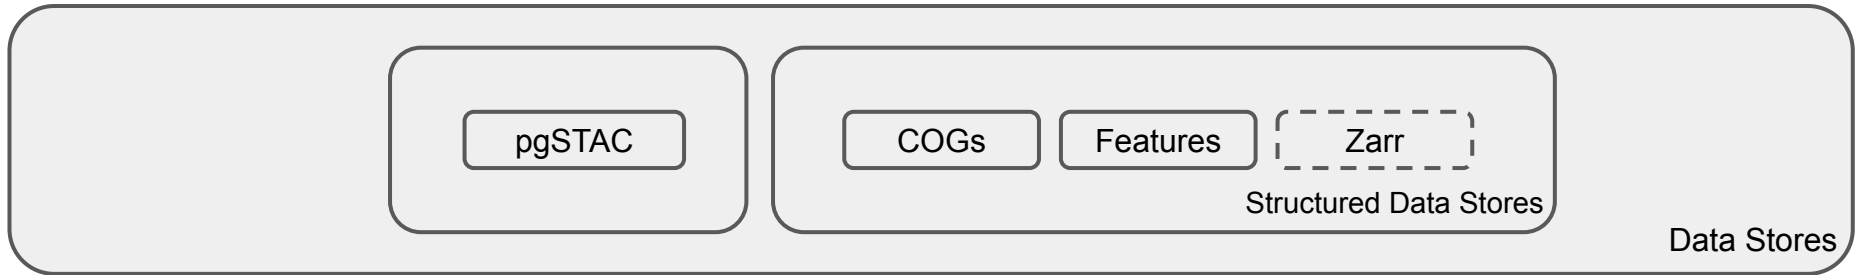 pgSTAC
COGs
Features
Zarr
Structured Data Stores
Data Stores